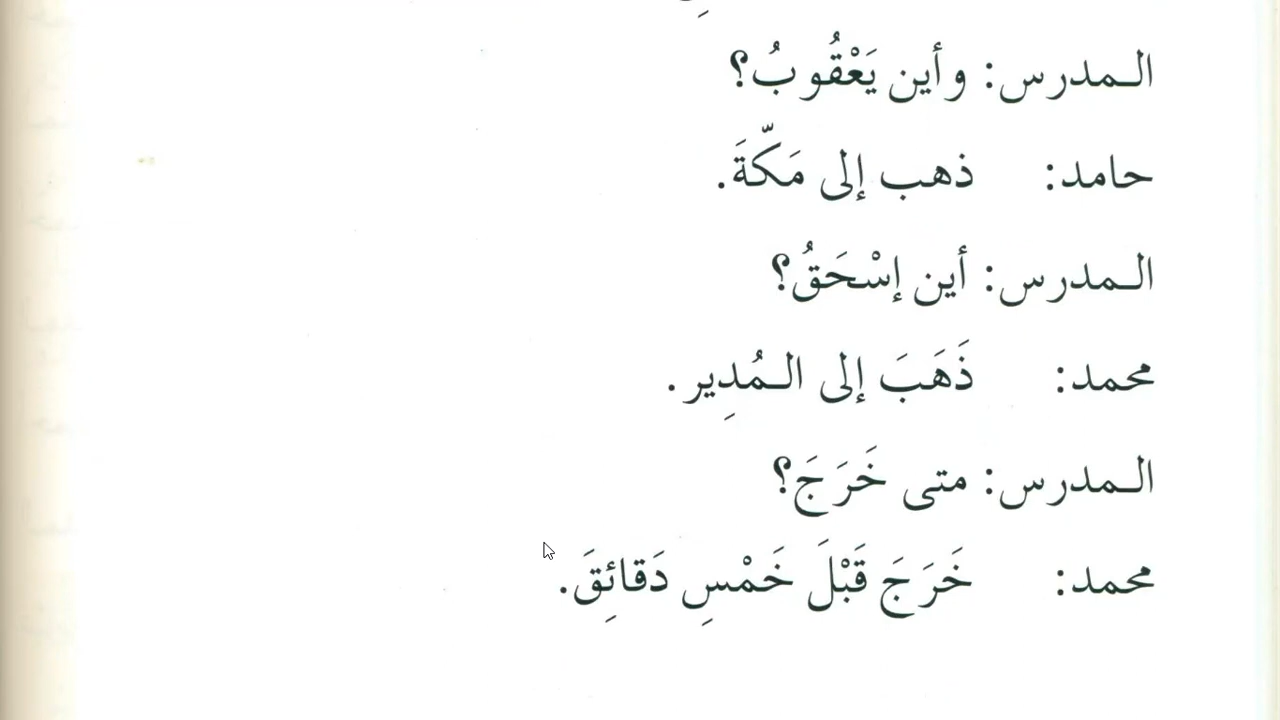 المدرس: وأين يَعْقُوبُ؟
حامد: ذهب إلى مَكّةَ.
المدرس: أين إسْحَقُ؟
محمد: ذَهَبَ إلى المُدِير.
المدرس: متى خَرَجَ؟
محمد: خَرَجَ قَبْلَ خَمْسِ دَقائِقَ.